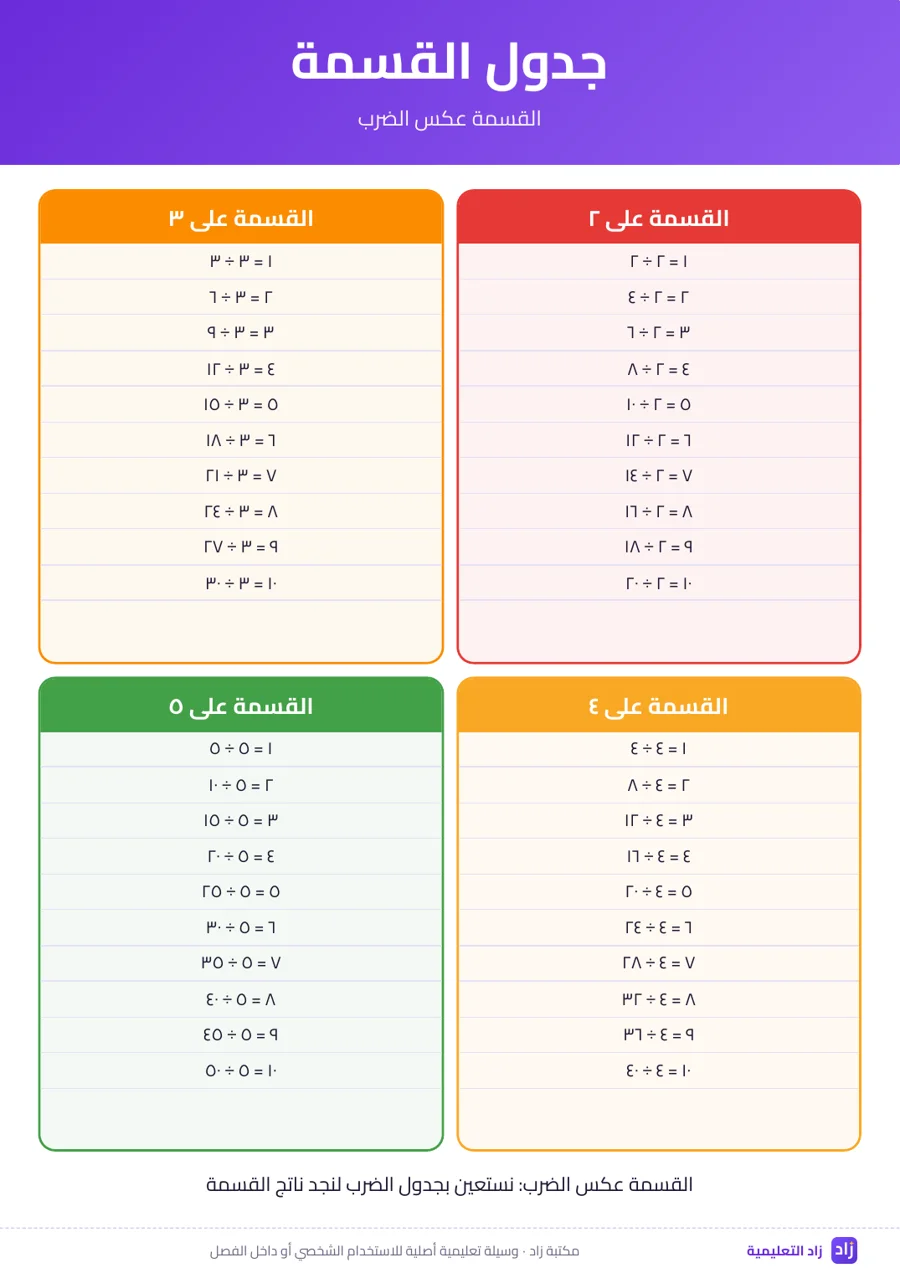 جدول القسمة
القسمة عكس الضرب
القسمة على ٢
٢ ÷ ٢ = ١
٤ ÷ ٢ = ٢
٦ ÷ ٢ = ٣
٨ ÷ ٢ = ٤
١٠ ÷ ٢ = ٥
١٢ ÷ ٢ = ٦
١٤ ÷ ٢ = ٧
١٦ ÷ ٢ = ٨
١٨ ÷ ٢ = ٩
٢٠ ÷ ٢ = ١٠
القسمة على ٣
٣ ÷ ٣ = ١
٦ ÷ ٣ = ٢
٩ ÷ ٣ = ٣
١٢ ÷ ٣ = ٤
١٥ ÷ ٣ = ٥
١٨ ÷ ٣ = ٦
٢١ ÷ ٣ = ٧
٢٤ ÷ ٣ = ٨
٢٧ ÷ ٣ = ٩
٣٠ ÷ ٣ = ١٠
القسمة على ٤
٤ ÷ ٤ = ١
٨ ÷ ٤ = ٢
١٢ ÷ ٤ = ٣
١٦ ÷ ٤ = ٤
٢٠ ÷ ٤ = ٥
٢٤ ÷ ٤ = ٦
٢٨ ÷ ٤ = ٧
٣٢ ÷ ٤ = ٨
٣٦ ÷ ٤ = ٩
٤٠ ÷ ٤ = ١٠
القسمة على ٥
٥ ÷ ٥ = ١
١٠ ÷ ٥ = ٢
١٥ ÷ ٥ = ٣
٢٠ ÷ ٥ = ٤
٢٥ ÷ ٥ = ٥
٣٠ ÷ ٥ = ٦
٣٥ ÷ ٥ = ٧
٤٠ ÷ ٥ = ٨
٤٥ ÷ ٥ = ٩
٥٠ ÷ ٥ = ١٠
القسمة عكس الضرب: نستعين بجدول الضرب لنجد ناتج القسمة
زاد زاد التعليمية
مكتبة زاد · وسيلة تعليمية أصلية للاستخدام الشخصي أو داخل الفصل